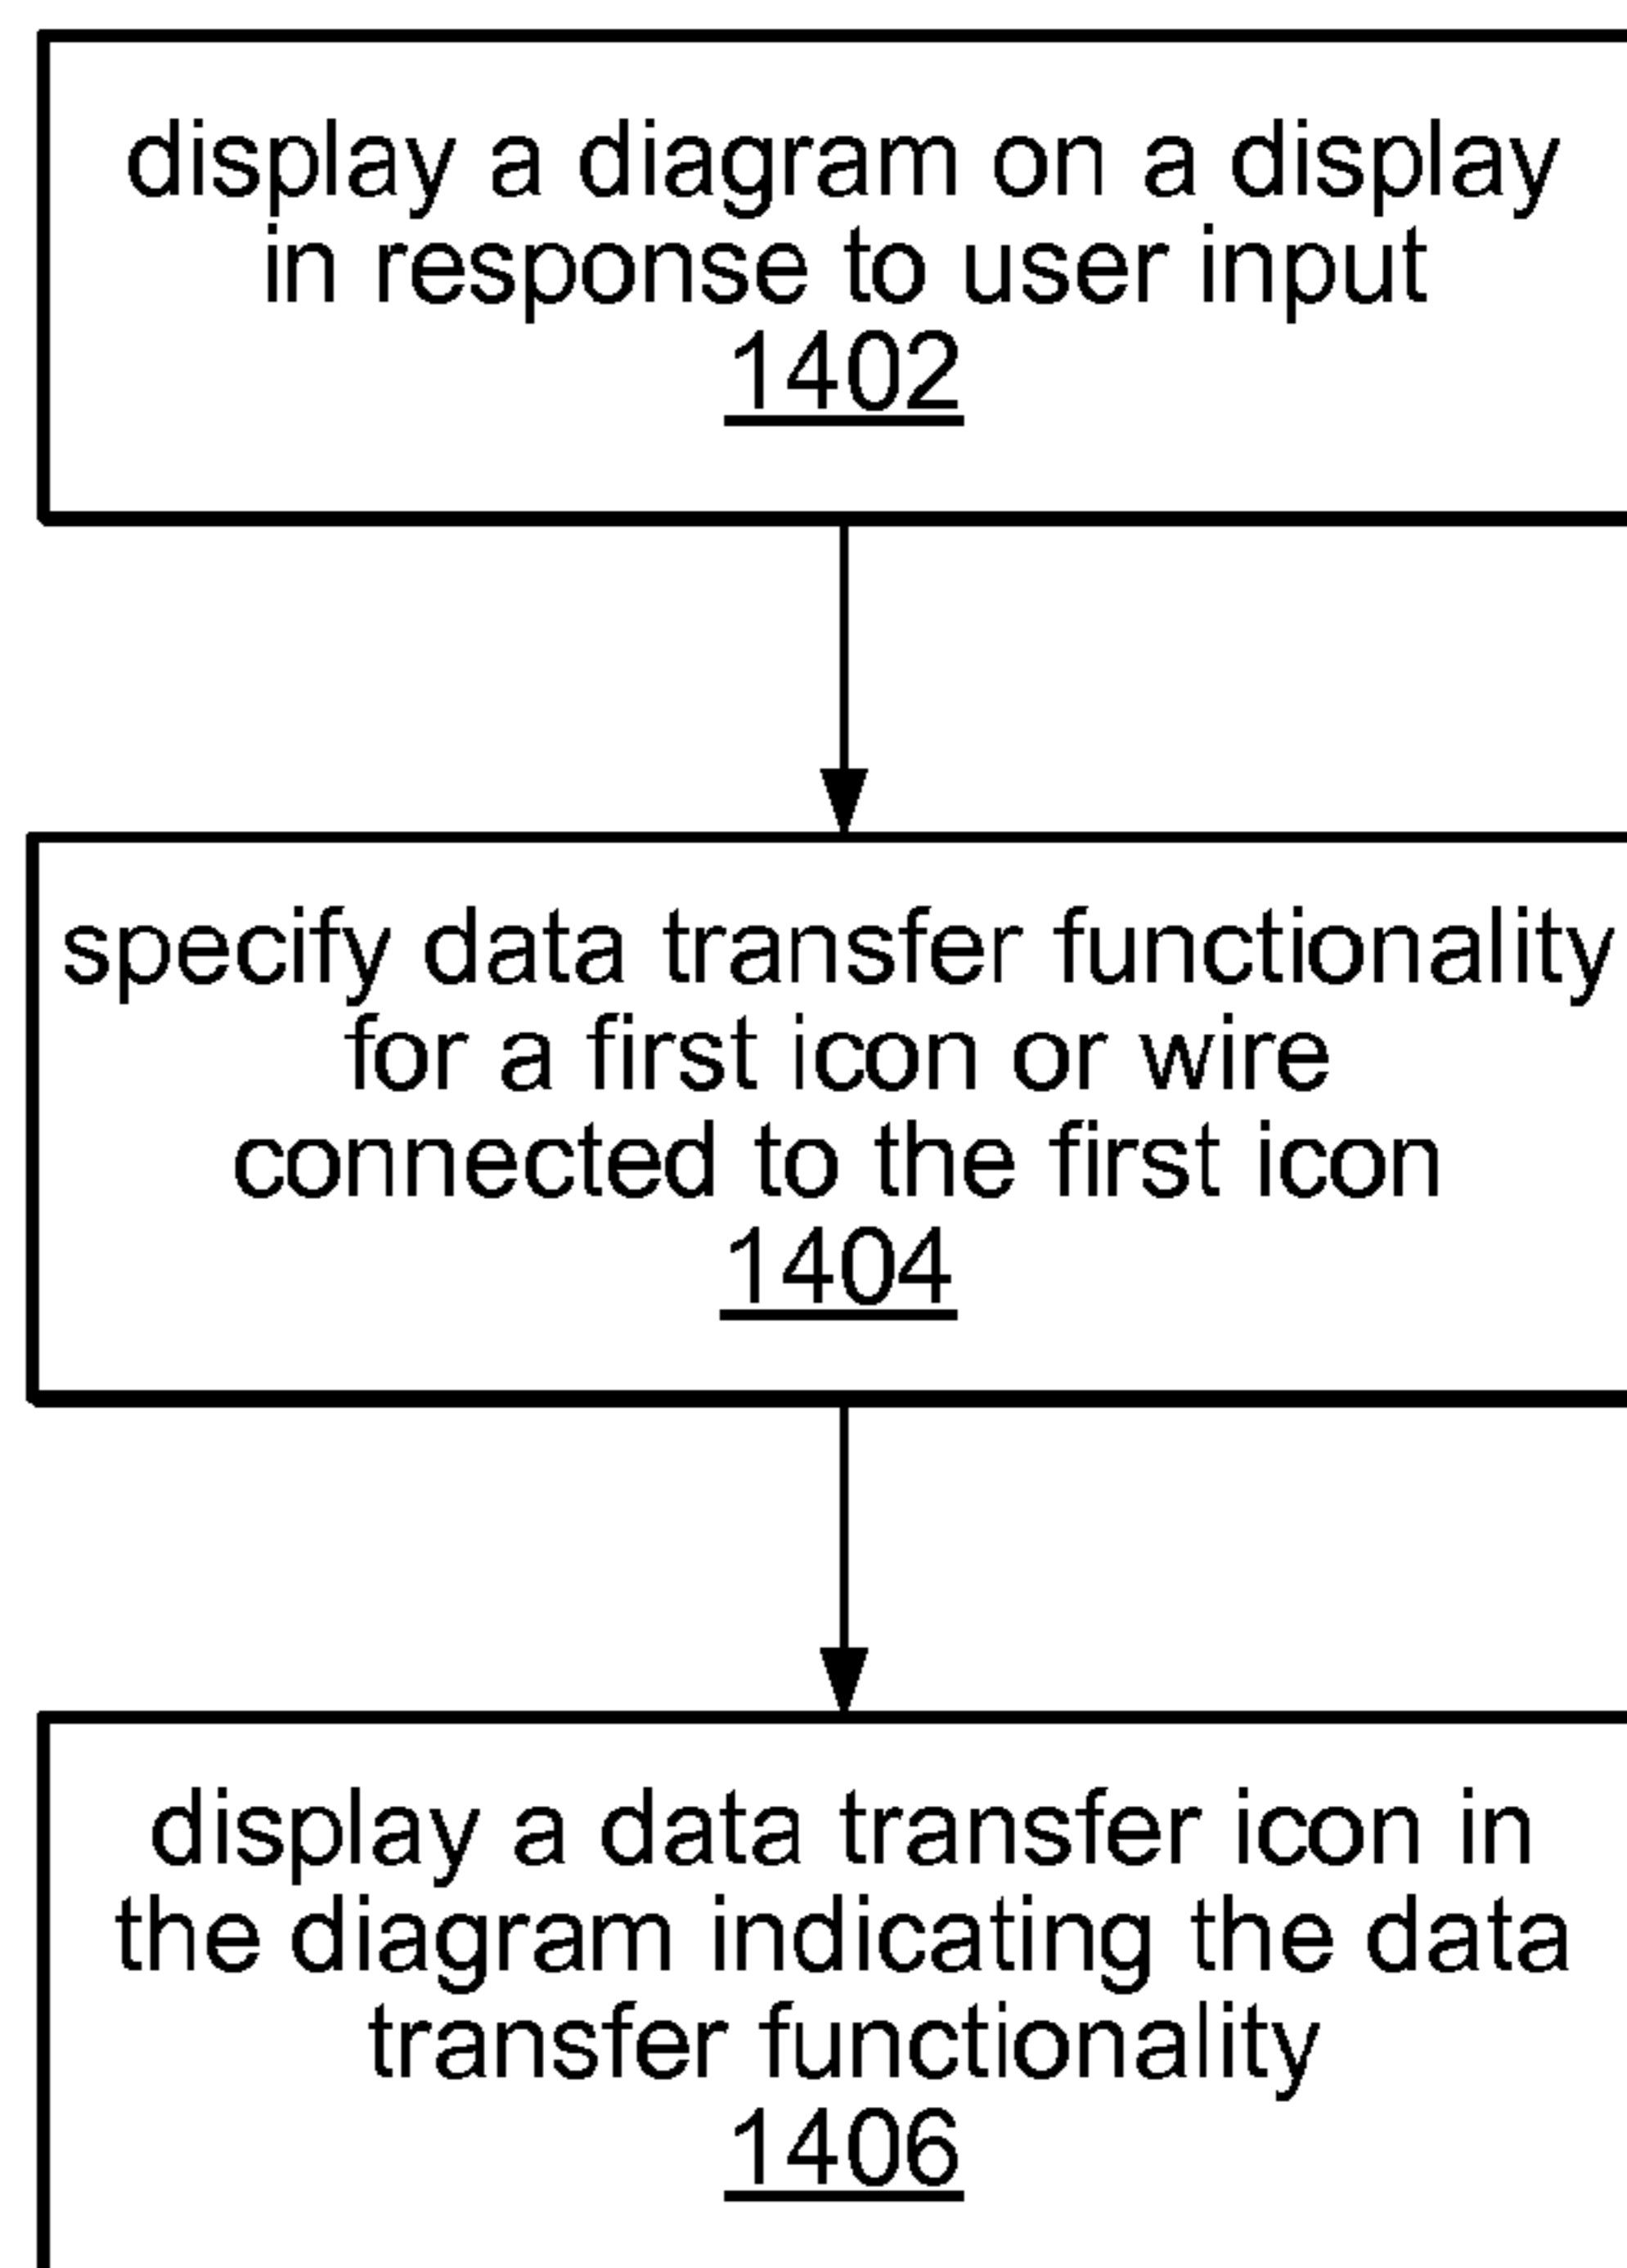 display a diagram on a display
in response to user input
1402
specify data transfer functionality
for a first icon or wire
connected to the first icon
1404
display a data transfer icon in
the diagram indicating the data
transfer functionality
1406